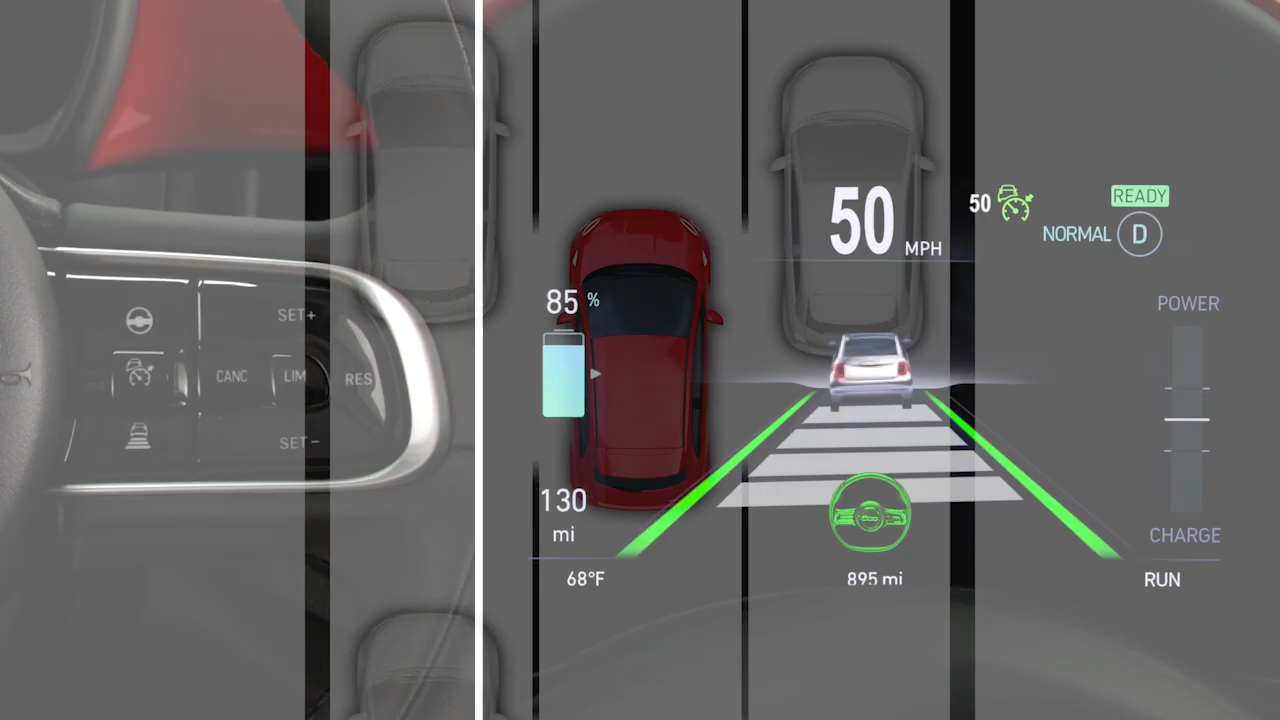 SET+
CANC
LIM
RES
SET-
50 MPH
50
READY
NORMAL D
85 %
POWER
130
mi
CHARGE
68°F
895 mi
RUN